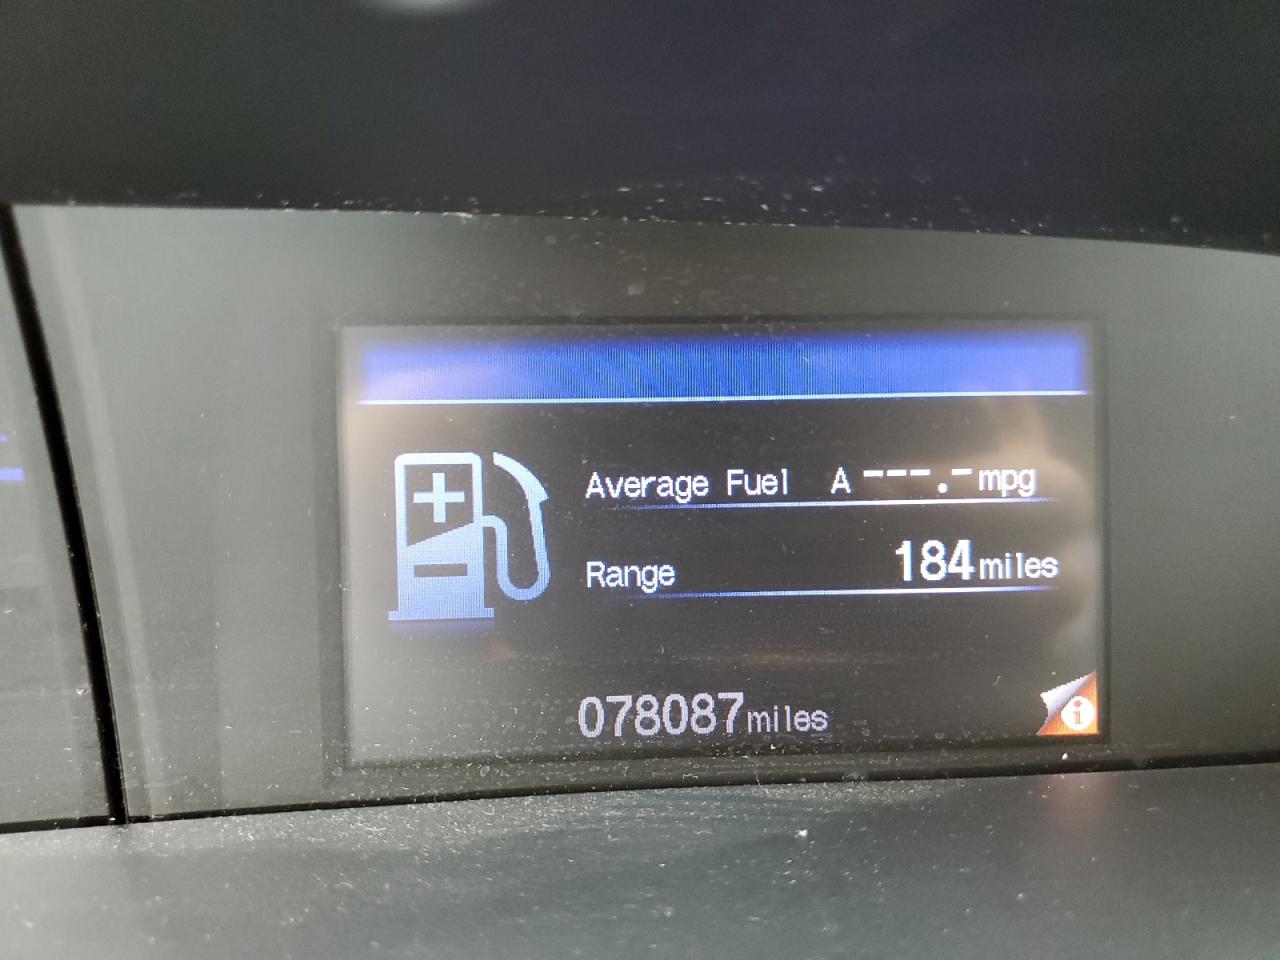 Average Fuel A ---.- mpg
Range 184 miles
078087 miles
i